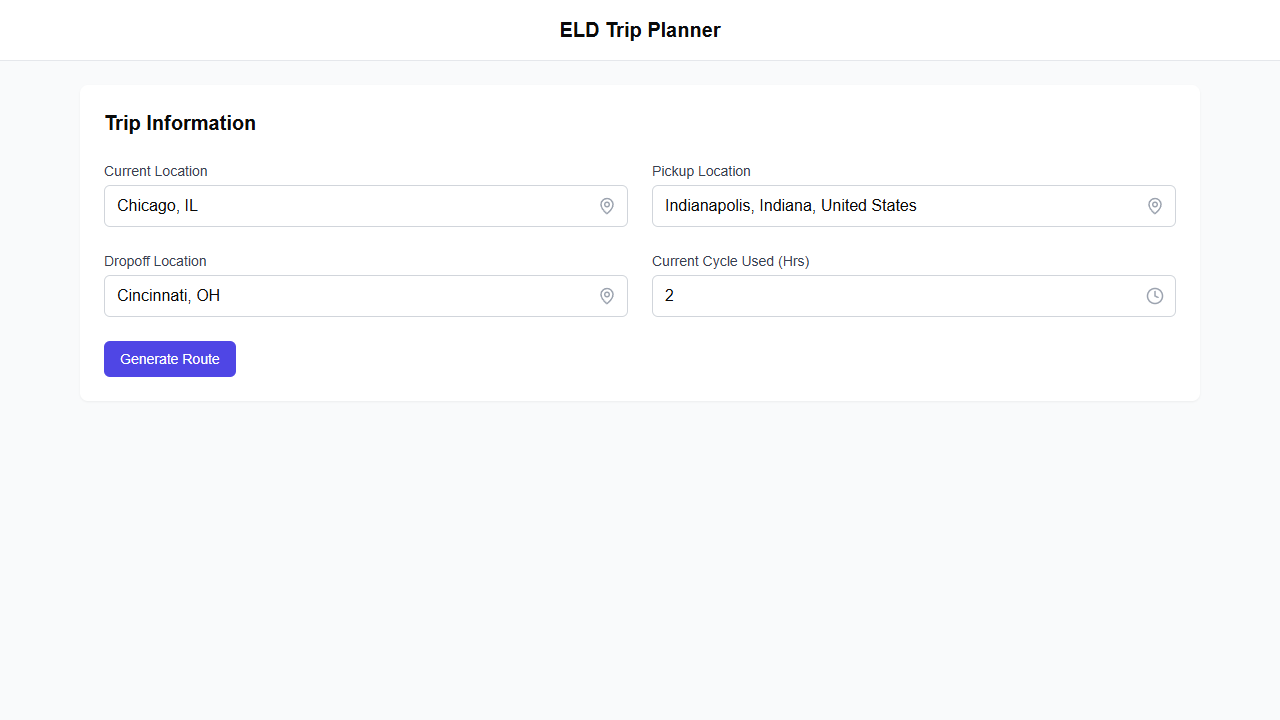 ELD Trip Planner
Trip Information
Current Location
Pickup Location
Chicago, IL
Indianapolis, Indiana, United States
Dropoff Location
Current Cycle Used (Hrs)
Cincinnati, OH
2
Generate Route